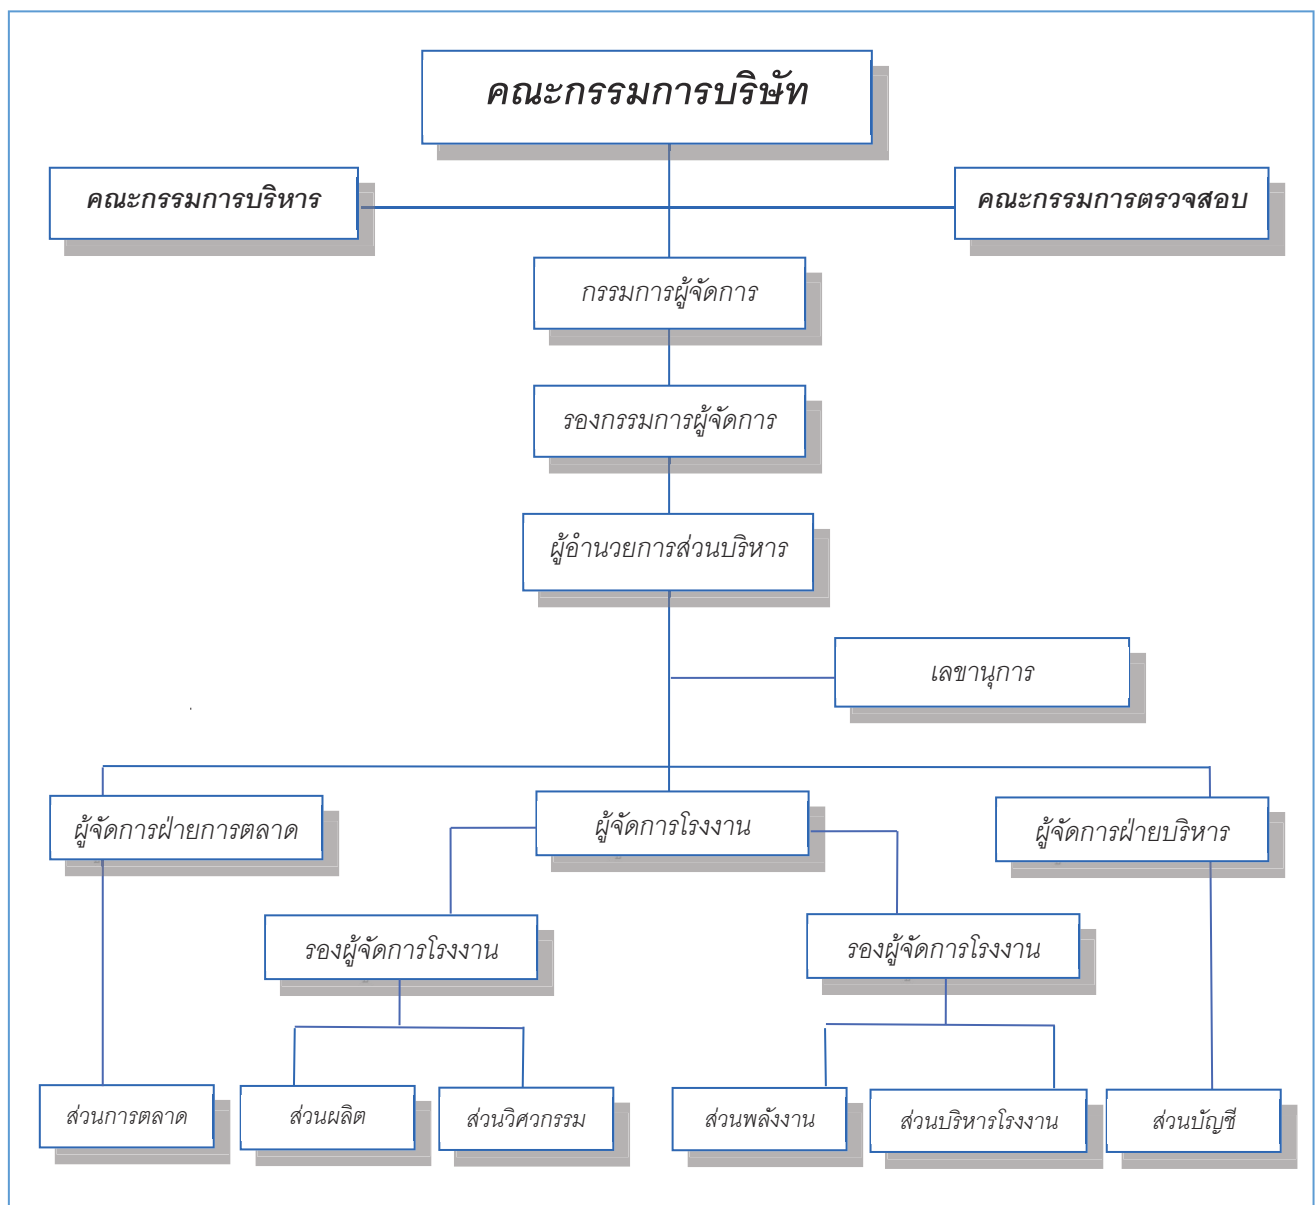 คณะกรรมการบริษัท
คณะกรรมการบริหาร
คณะกรรมการตรวจสอบ
กรรมการผู้จัดการ
รองกรรมการผู้จัดการ
ผู้อำนวยการส่วนบริหาร
เลขานุการ
ผู้จัดการฝ่ายการตลาด
ผู้จัดการโรงงาน
ผู้จัดการฝ่ายบริหาร
รองผู้จัดการโรงงาน
รองผู้จัดการโรงงาน
ส่วนการตลาด
ส่วนผลิต
ส่วนวิศวกรรม
ส่วนพลังงาน
ส่วนบริหารโรงงาน
ส่วนบัญชี